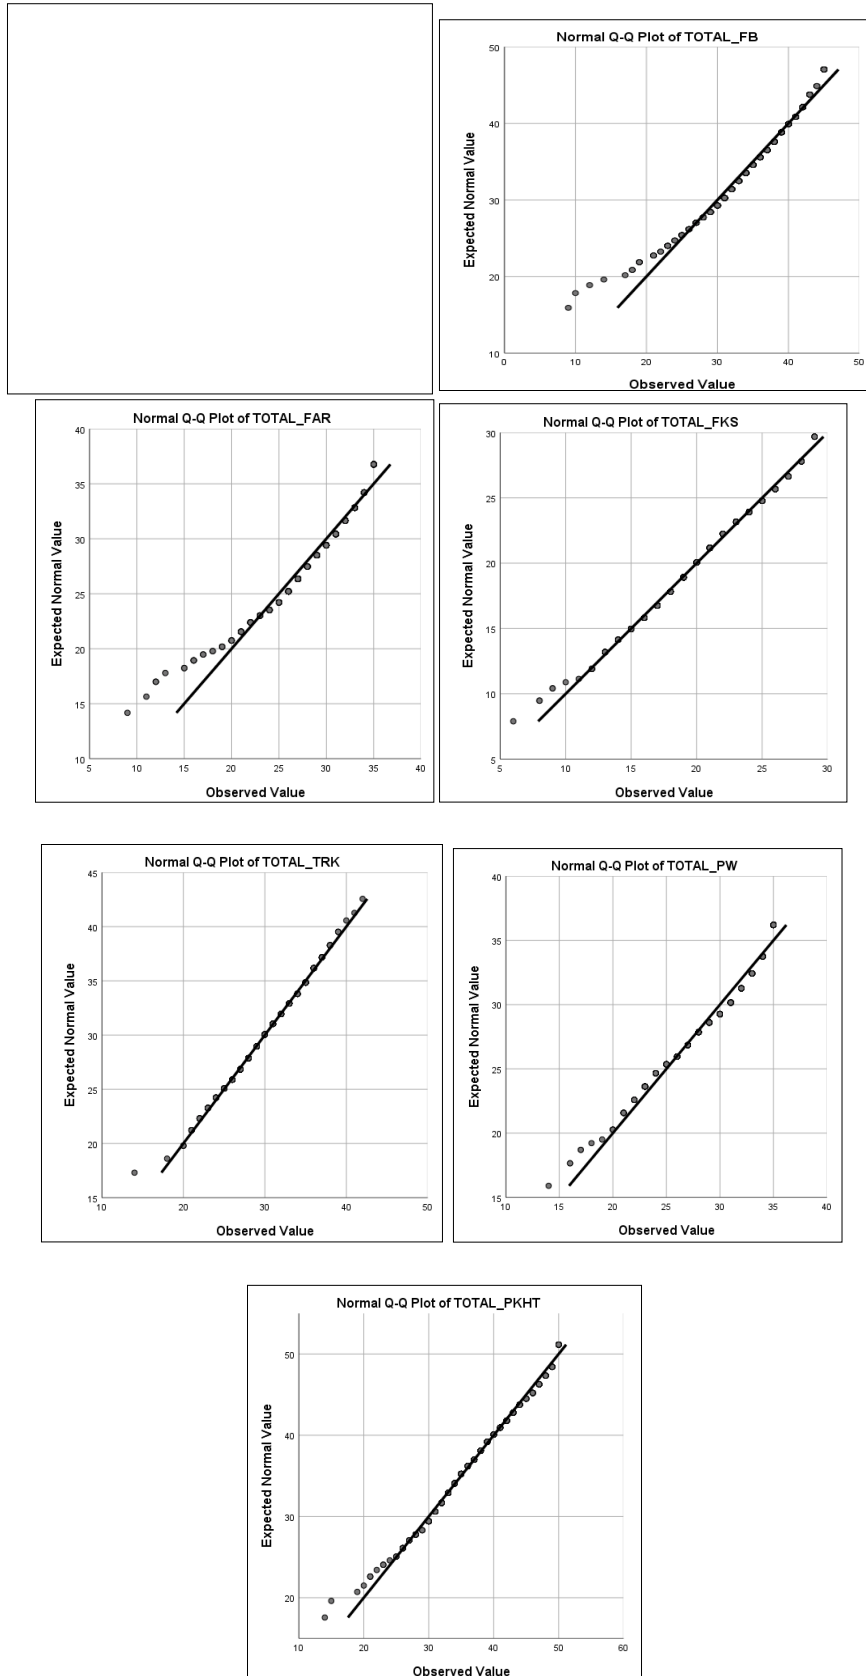 Normal Q-Q Plot of TOTAL_FB
50
40
30
20
10
Expected Normal Value
0 10 20 30 40 50
Observed Value
Normal Q-Q Plot of TOTAL_FAR
40
35
30
25
20
15
10
Expected Normal Value
5 10 15 20 25 30 35 40
Observed Value
Normal Q-Q Plot of TOTAL_FKS
30
25
20
15
10
5
Expected Normal Value
5 10 15 20 25 30
Observed Value
Normal Q-Q Plot of TOTAL_TRK
45
40
35
30
25
20
15
Expected Normal Value
10 20 30 40 50
Observed Value
Normal Q-Q Plot of TOTAL_PW
40
35
30
25
20
15
Expected Normal Value
10 15 20 25 30 35 40
Observed Value
Normal Q-Q Plot of TOTAL_PKHT
50
40
30
20
Expected Normal Value
10 20 30 40 50 60
Observed Value